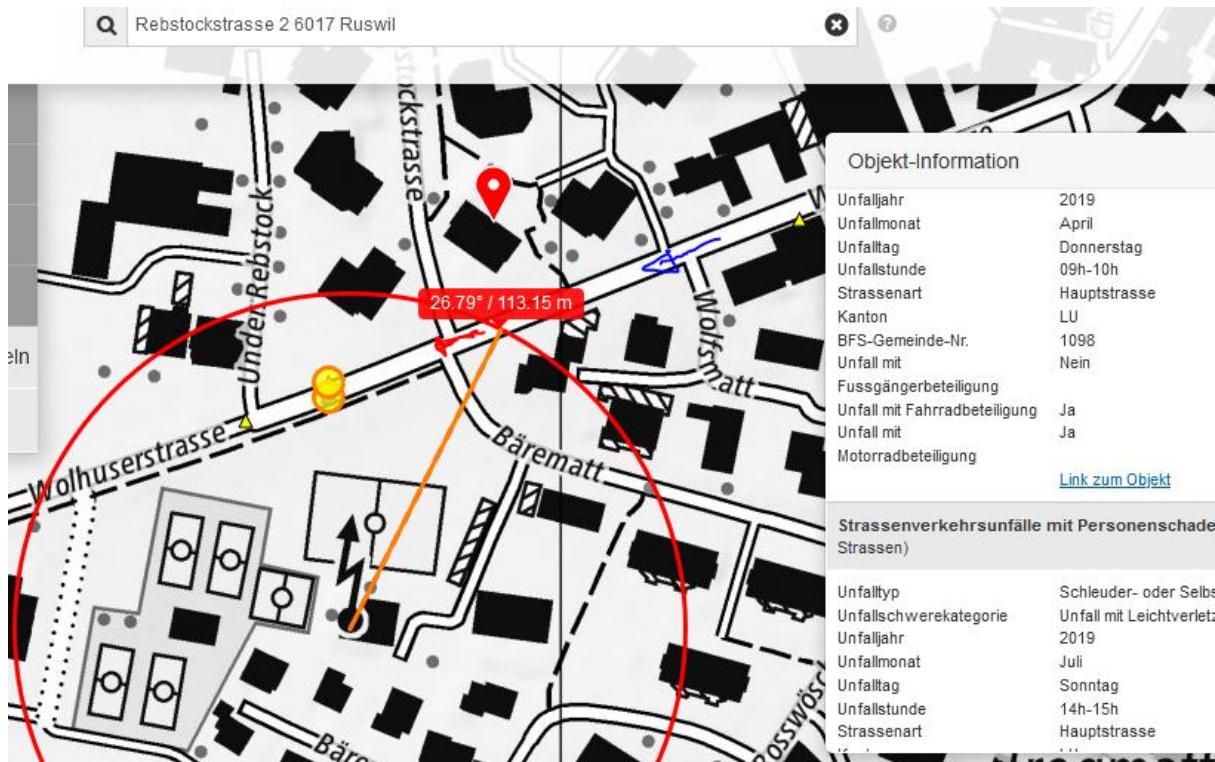 Rebstockstrasse 2 6017 Ruswil
stockstrasse
Objekt-Information
Unfalljahr 2019
Unfallmonat April
Unfalltag Donnerstag
Unfallstunde 09h-10h
Strassenart Hauptstrasse
Kanton LU
BFS-Gemeinde-Nr. 1098
Unfall mit Nein
Fussgängerbeteiligung
Unfall mit Fahrradbeteiligung Ja
Unfall mit Ja
Motorradbeteiligung
Link zum Objekt
Under Rebstock
26.79° / 113.15 m
Wolfsmatt
eln
Wolhuserstrasse
Bärematt
Strassenverkehrsunfälle mit Personenschade
Strassen)
Unfalltyp Schleuder- oder Selbs
Unfallschwerekategorie Unfall mit Leichtverletz
Unfalljahr 2019
Unfallmonat Juli
Unfalltag Sonntag
Unfallstunde 14h-15h
Strassenart Hauptstrasse
Rosswösch
Bäre